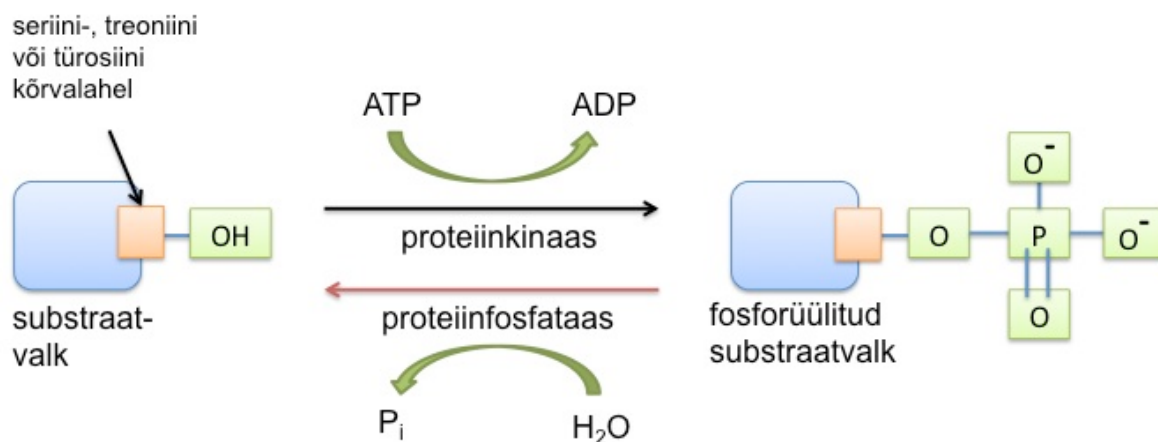 seriini-, treoniini
või türosiini
kõrvalahel
ATP
ADP
OH
proteiinkinaas
O⁻
O
P
O⁻
O
substraat-
valk
proteiinfosfataas
fosforüülitud
substraatvalk
Pᵢ
H₂O